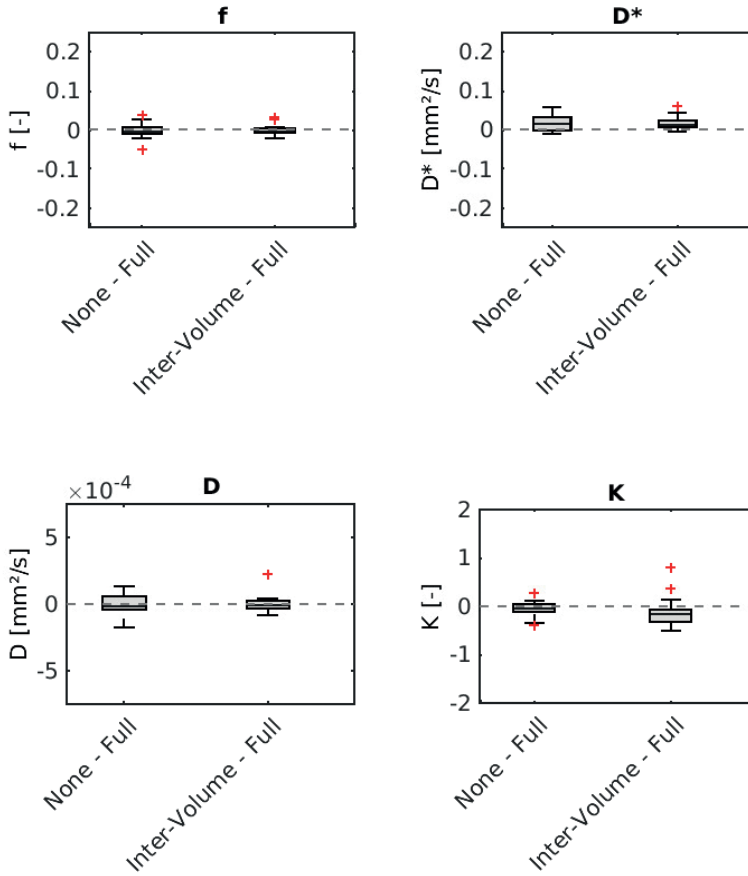 f
0.2
0.1
0
-0.1
-0.2
f [-]
None - Full
Inter-Volume - Full
D*
0.2
0.1
0
-0.1
-0.2
D* [mm²/s]
None - Full
Inter-Volume - Full
×10⁻⁴
D
5
0
-5
D [mm²/s]
None - Full
Inter-Volume - Full
K
2
1
0
-1
-2
K [-]
None - Full
Inter-Volume - Full